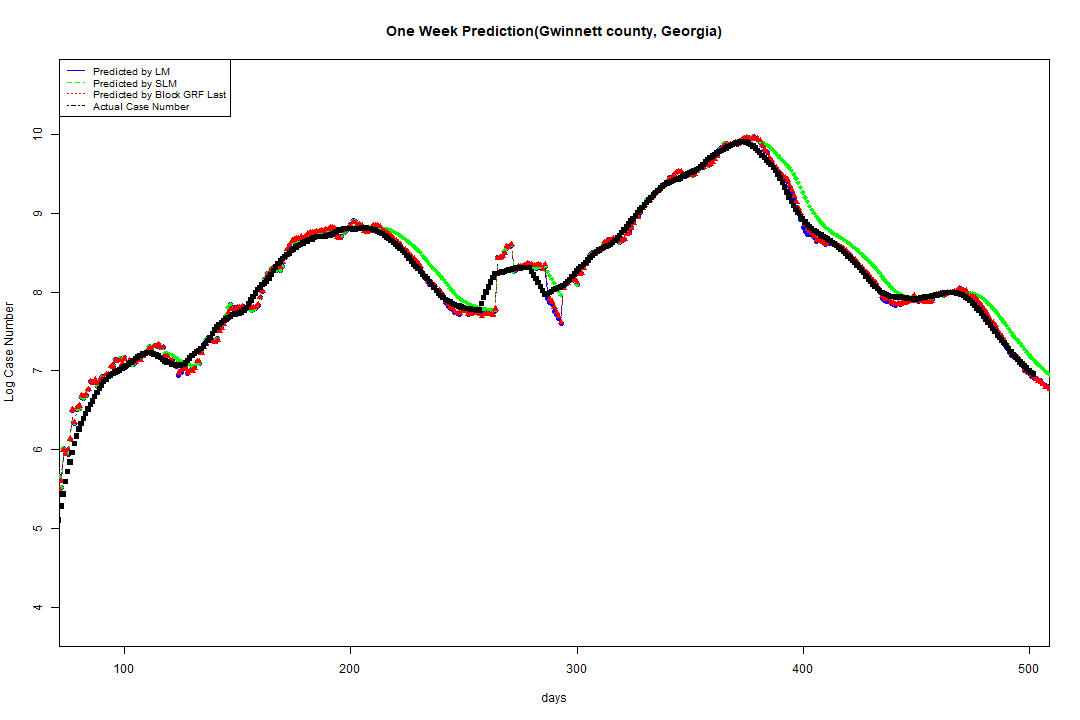 One Week Prediction(Gwinnett county, Georgia)
Predicted by LM
Predicted by SLM
Predicted by Block GRF Last
Actual Case Number
Log Case Number
10
9
8
7
6
5
4
100 200 300 400 500
days